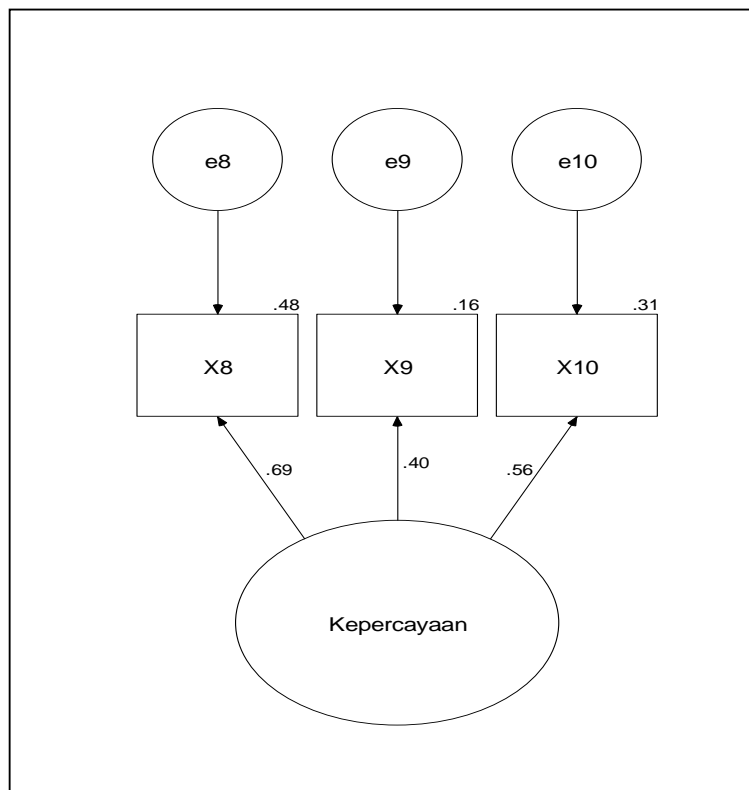 e8
e9
e10
.48
.16
.31
X8
X9
X10
.69
.40
.56
Kepercayaan